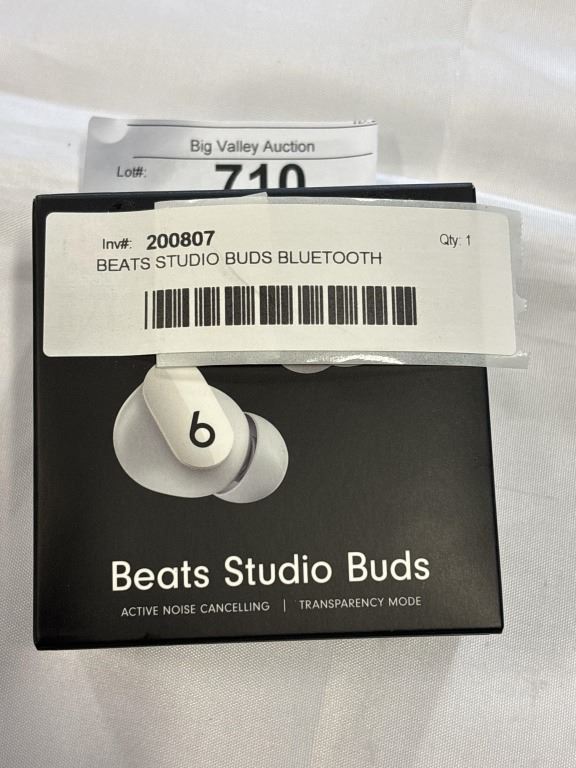 Big Valley Auction
Lot#: 710
Inv#: 200807 Qty: 1
BEATS STUDIO BUDS BLUETOOTH
Beats Studio Buds
ACTIVE NOISE CANCELLING | TRANSPARENCY MODE